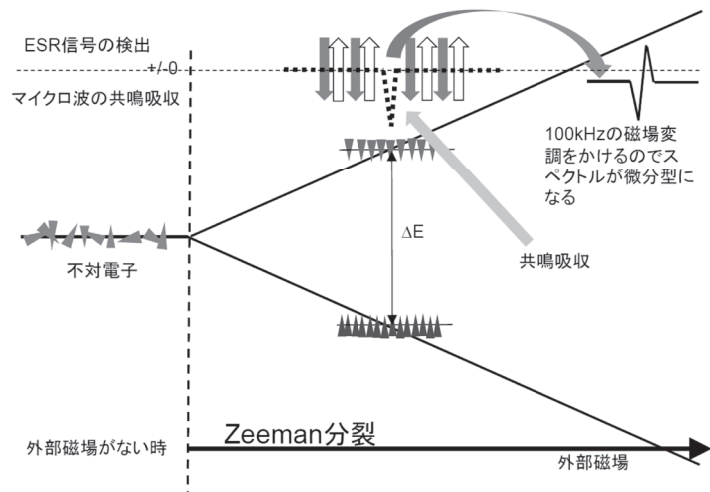 ESR信号の検出
+/-0
マイクロ波の共鳴吸収
100kHzの磁場変
調をかけるのでス
ペクトルが微分型に
なる
ΔE
共鳴吸収
不対電子
Zeeman分裂
外部磁場がない時
外部磁場